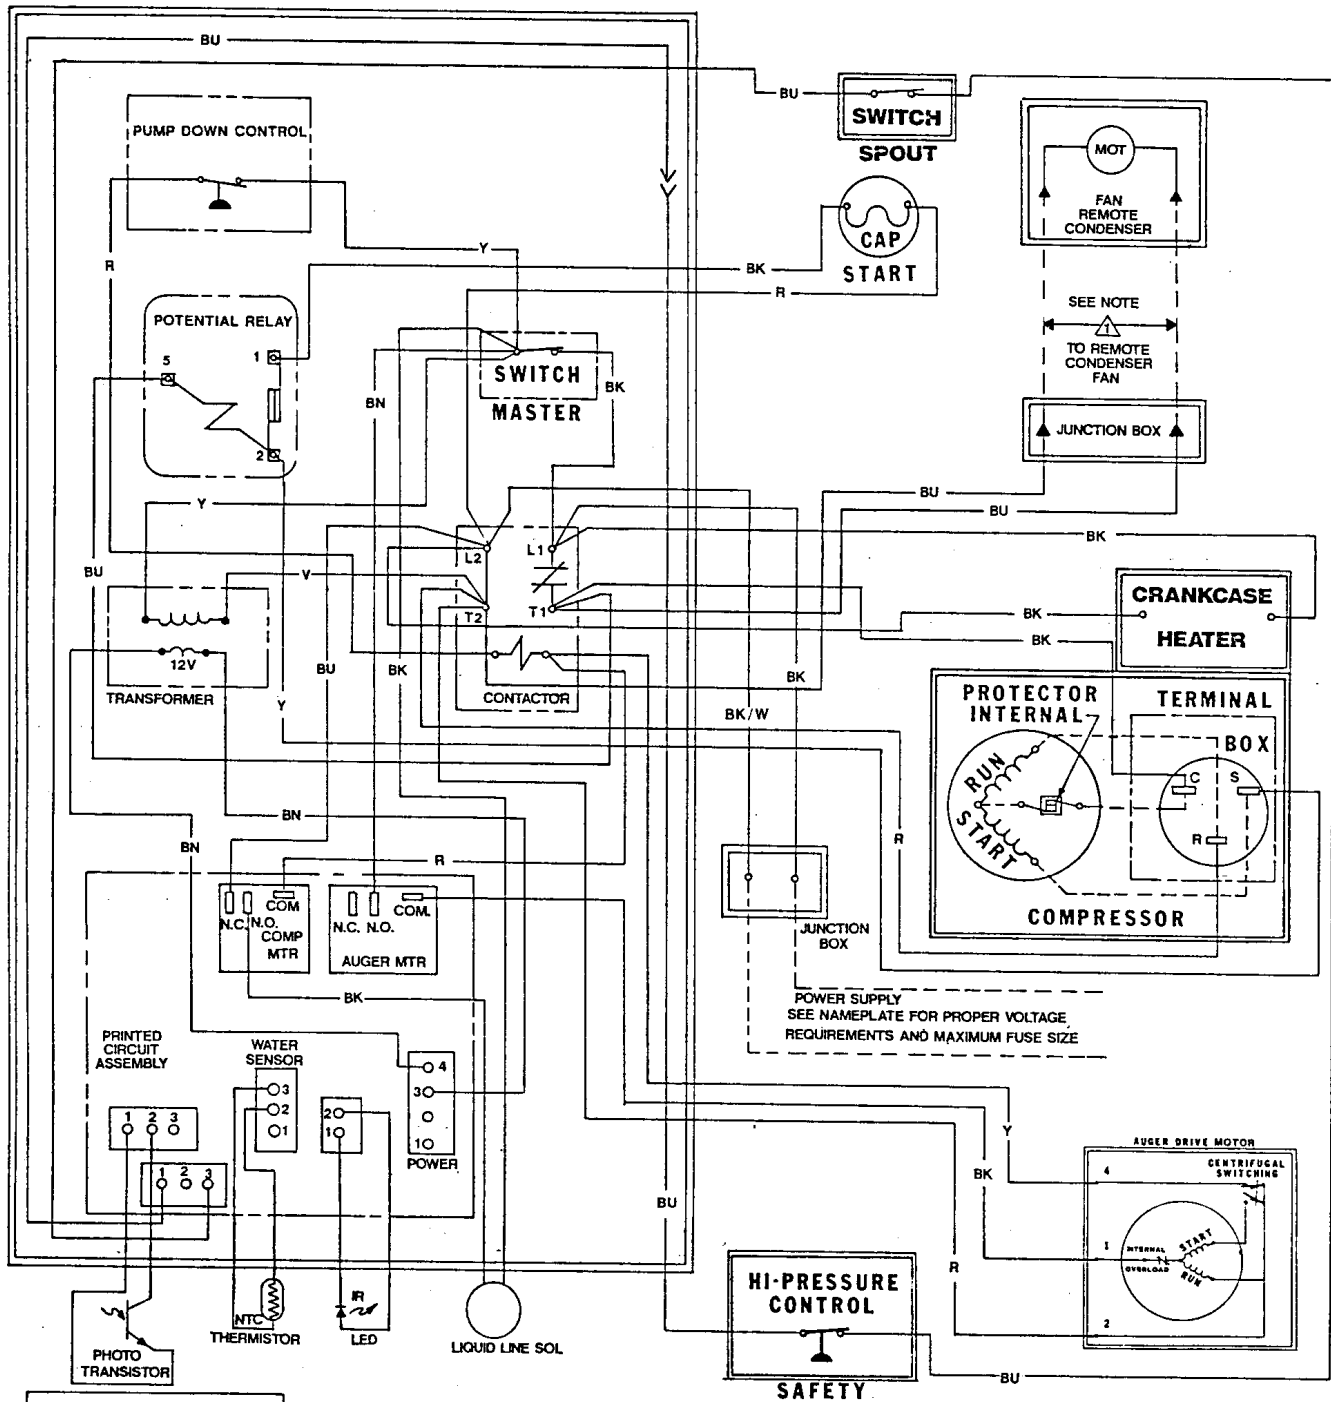 BU
BU
SWITCH
SPOUT
MOT
FAN
REMOTE
CONDENSER
PUMP DOWN CONTROL
R
Y
BK
CAP
START
R
SEE NOTE
1
TO REMOTE
CONDENSER
FAN
JUNCTION BOX
POTENTIAL RELAY
5
1
2
BN
SWITCH
MASTER
BK
Y
BU
BU
BK
L2
L1
T2
T1
BU
V
12V
TRANSFORMER
Y
BU
BK
CONTACTOR
BK
BK/W
BK
BK
CRANKCASE
HEATER
PROTECTOR
INTERNAL
TERMINAL
BOX
RUN
START
C
S
R
COMPRESSOR
R
BN
BN
R
N.C.
N.O.
COM
COMP
MTR
N.C. N.O.
COM.
AUGER MTR
JUNCTION
BOX
BK
POWER SUPPLY
SEE NAMEPLATE FOR PROPER VOLTAGE
REQUIREMENTS AND MAXIMUM FUSE SIZE
PRINTED
CIRCUIT
ASSEMBLY
WATER
SENSOR
3
2
1
2
1
4
3
1
POWER
1 2 3
1 2 3
Y
BK
R
BU
AUGER DRIVE MOTOR
CENTRIFUGAL
SWITCHING
4
1
2
INTERNAL
OVERLOAD
START
RUN
HI-PRESSURE
CONTROL
SAFETY
BU
NTC
THERMISTOR
IR
LED
LIQUID LINE SOL
PHOTO
TRANSISTOR